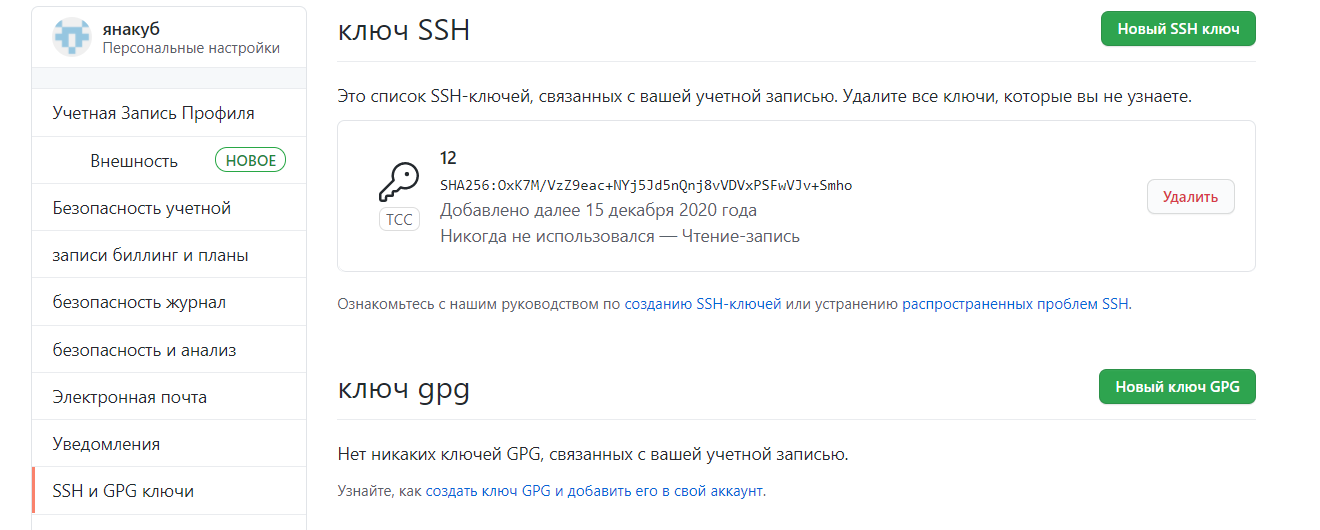 янакуб
Персональные настройки
Учетная Запись Профиля
Внешность НОВОЕ
Безопасность учетной
записи биллинг и планы
безопасность журнал
безопасность и анализ
Электронная почта
Уведомления
SSH и GPG ключи
ключ SSH
Новый SSH ключ
Это список SSH-ключей, связанных с вашей учетной записью. Удалите все ключи, которые вы не узнаете.
12
SHA256:OxK7M/VzZ9eac+NYj5Jd5nQnj8vVDVxPSFwVJv+Smho
ТСС
Добавлено далее 15 декабря 2020 года
Никогда не использовался — Чтение-запись
Удалить
Ознакомьтесь с нашим руководством по созданию SSH-ключей или устранению распространенных проблем SSH.
ключ gpg
Новый ключ GPG
Нет никаких ключей GPG, связанных с вашей учетной записью.
Узнайте, как создать ключ GPG и добавить его в свой аккаунт.